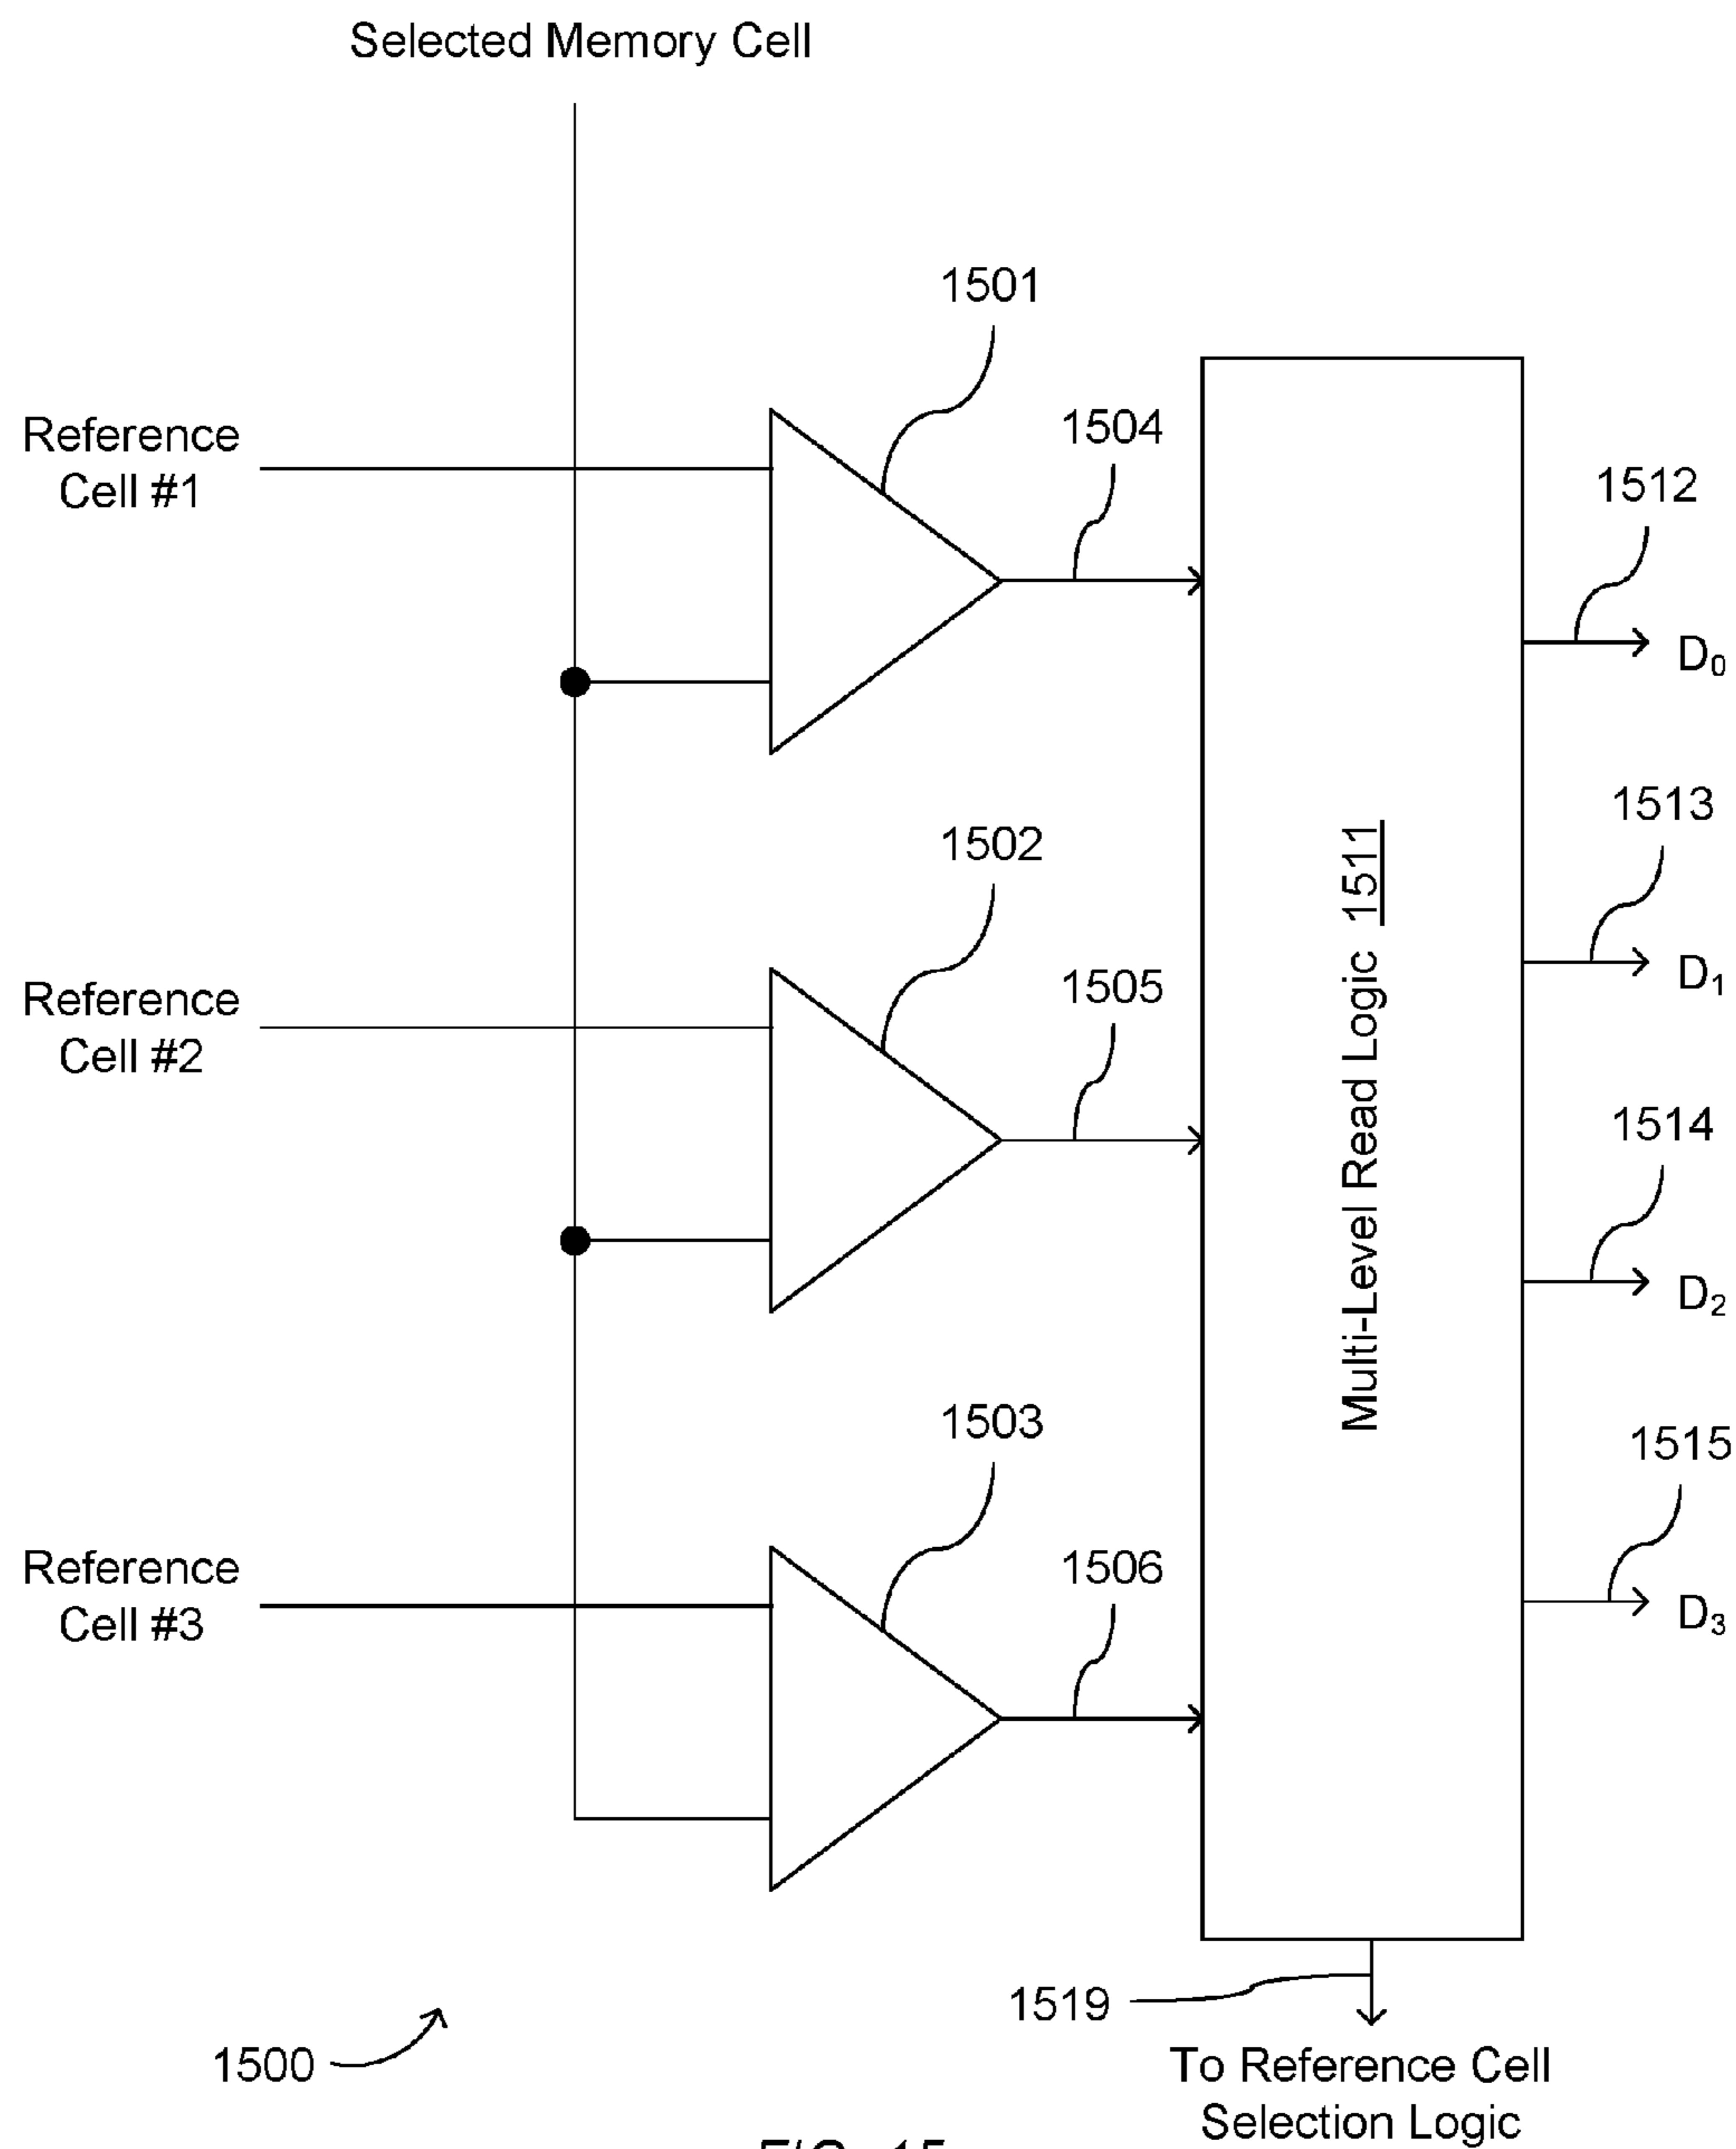 Selected Memory Cell
1501
Reference
Cell #1
1504
1512
D0
1513
1502
D1
Reference
Cell #2
1505
Multi-Level Read Logic 1511
1514
D2
1503
1515
Reference
Cell #3
1506
D3
1519
1500
To Reference Cell
Selection Logic
FIG. 15